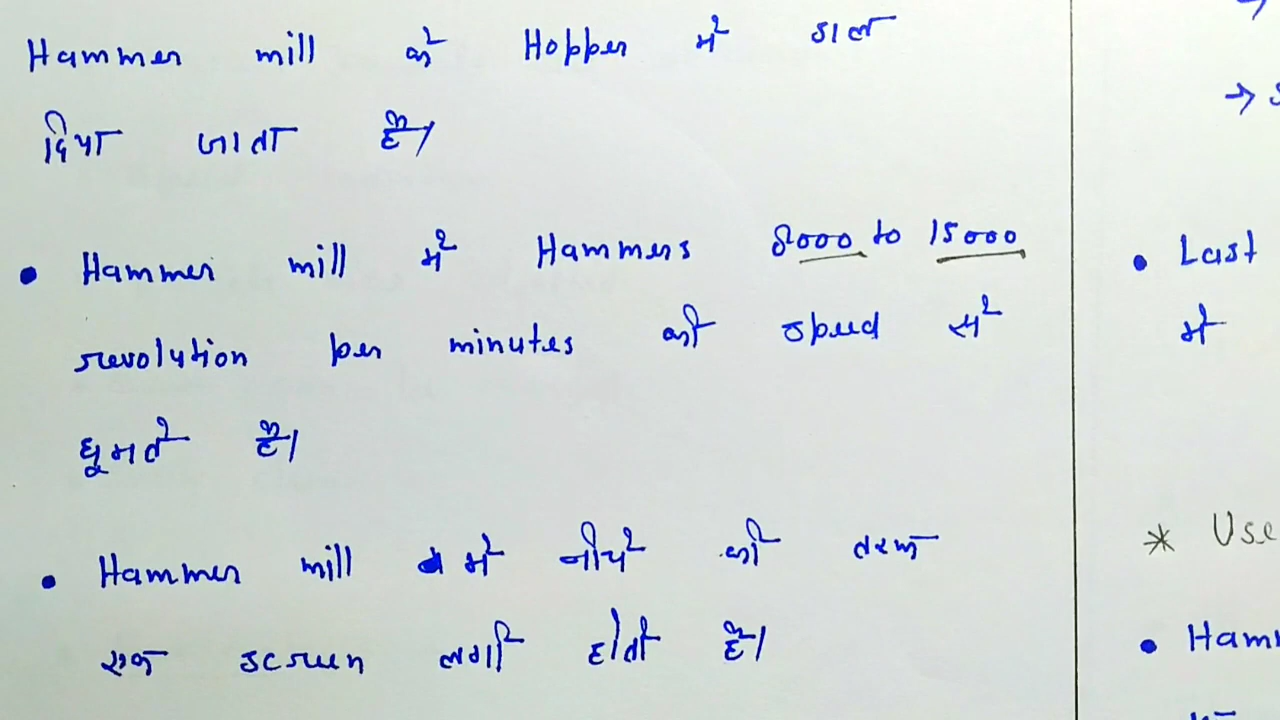 Hammer mill के Hopper में डाल
दिया जाता है।
• Hammer mill में Hammers 8000 to 15000
revolution per minutes की speed से
घूमते है।
• Hammer mill में नीचे की तरफ
एक screen लगी होती है।
→
→
• Last
में
* Use
• Hamm